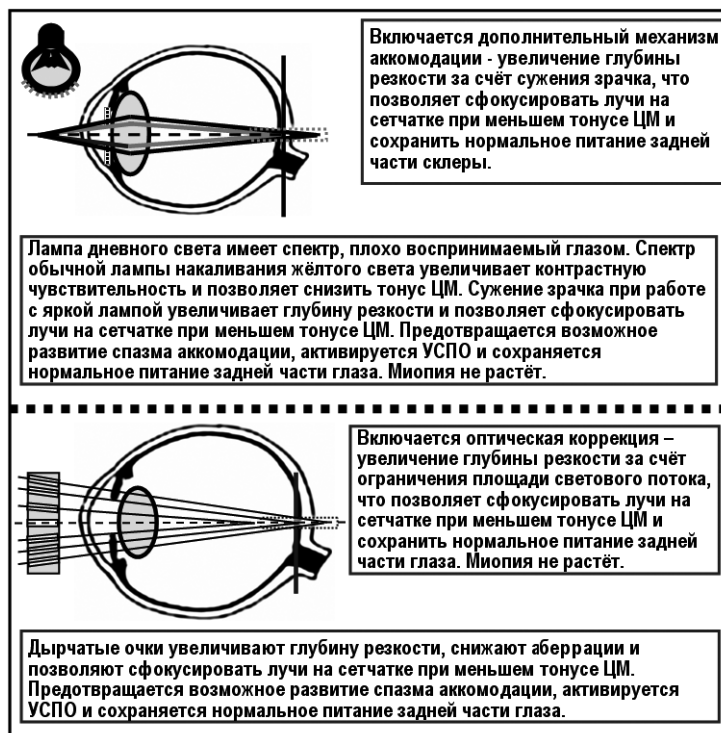 Включается дополнительный механизм
аккомодации - увеличение глубины
резкости за счёт сужения зрачка, что
позволяет сфокусировать лучи на
сетчатке при меньшем тонусе ЦМ и
сохранить нормальное питание задней
части склеры.
Лампа дневного света имеет спектр, плохо воспринимаемый глазом. Спектр
обычной лампы накаливания жёлтого света увеличивает контрастную
чувствительность и позволяет снизить тонус ЦМ. Сужение зрачка при работе
с яркой лампой увеличивает глубину резкости и позволяет сфокусировать
лучи на сетчатке при меньшем тонусе ЦМ. Предотвращается возможное
развитие спазма аккомодации, активируется УСПО и сохраняется
нормальное питание задней части глаза. Миопия не растёт.
Включается оптическая коррекция –
увеличение глубины резкости за счёт
ограничения площади светового потока,
что позволяет сфокусировать лучи на
сетчатке при меньшем тонусе ЦМ и
сохранить нормальное питание задней
части глаза. Миопия не растёт.
Дырчатые очки увеличивают глубину резкости, снижают аберрации и
позволяют сфокусировать лучи на сетчатке при меньшем тонусе ЦМ.
Предотвращается возможное развитие спазма аккомодации, активируется
УСПО и сохраняется нормальное питание задней части глаза.